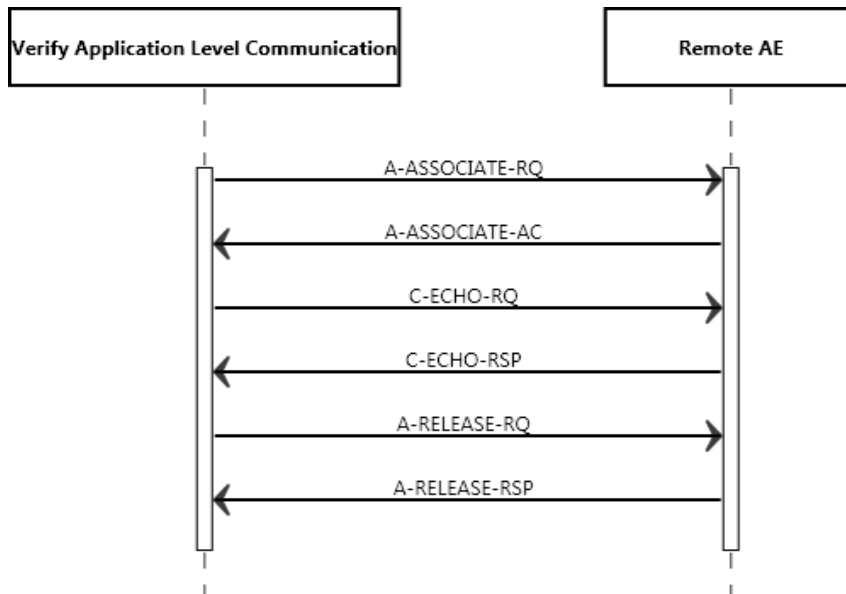 Verify Application Level Communication
Remote AE
A-ASSOCIATE-RQ
A-ASSOCIATE-AC
C-ECHO-RQ
C-ECHO-RSP
A-RELEASE-RQ
A-RELEASE-RSP